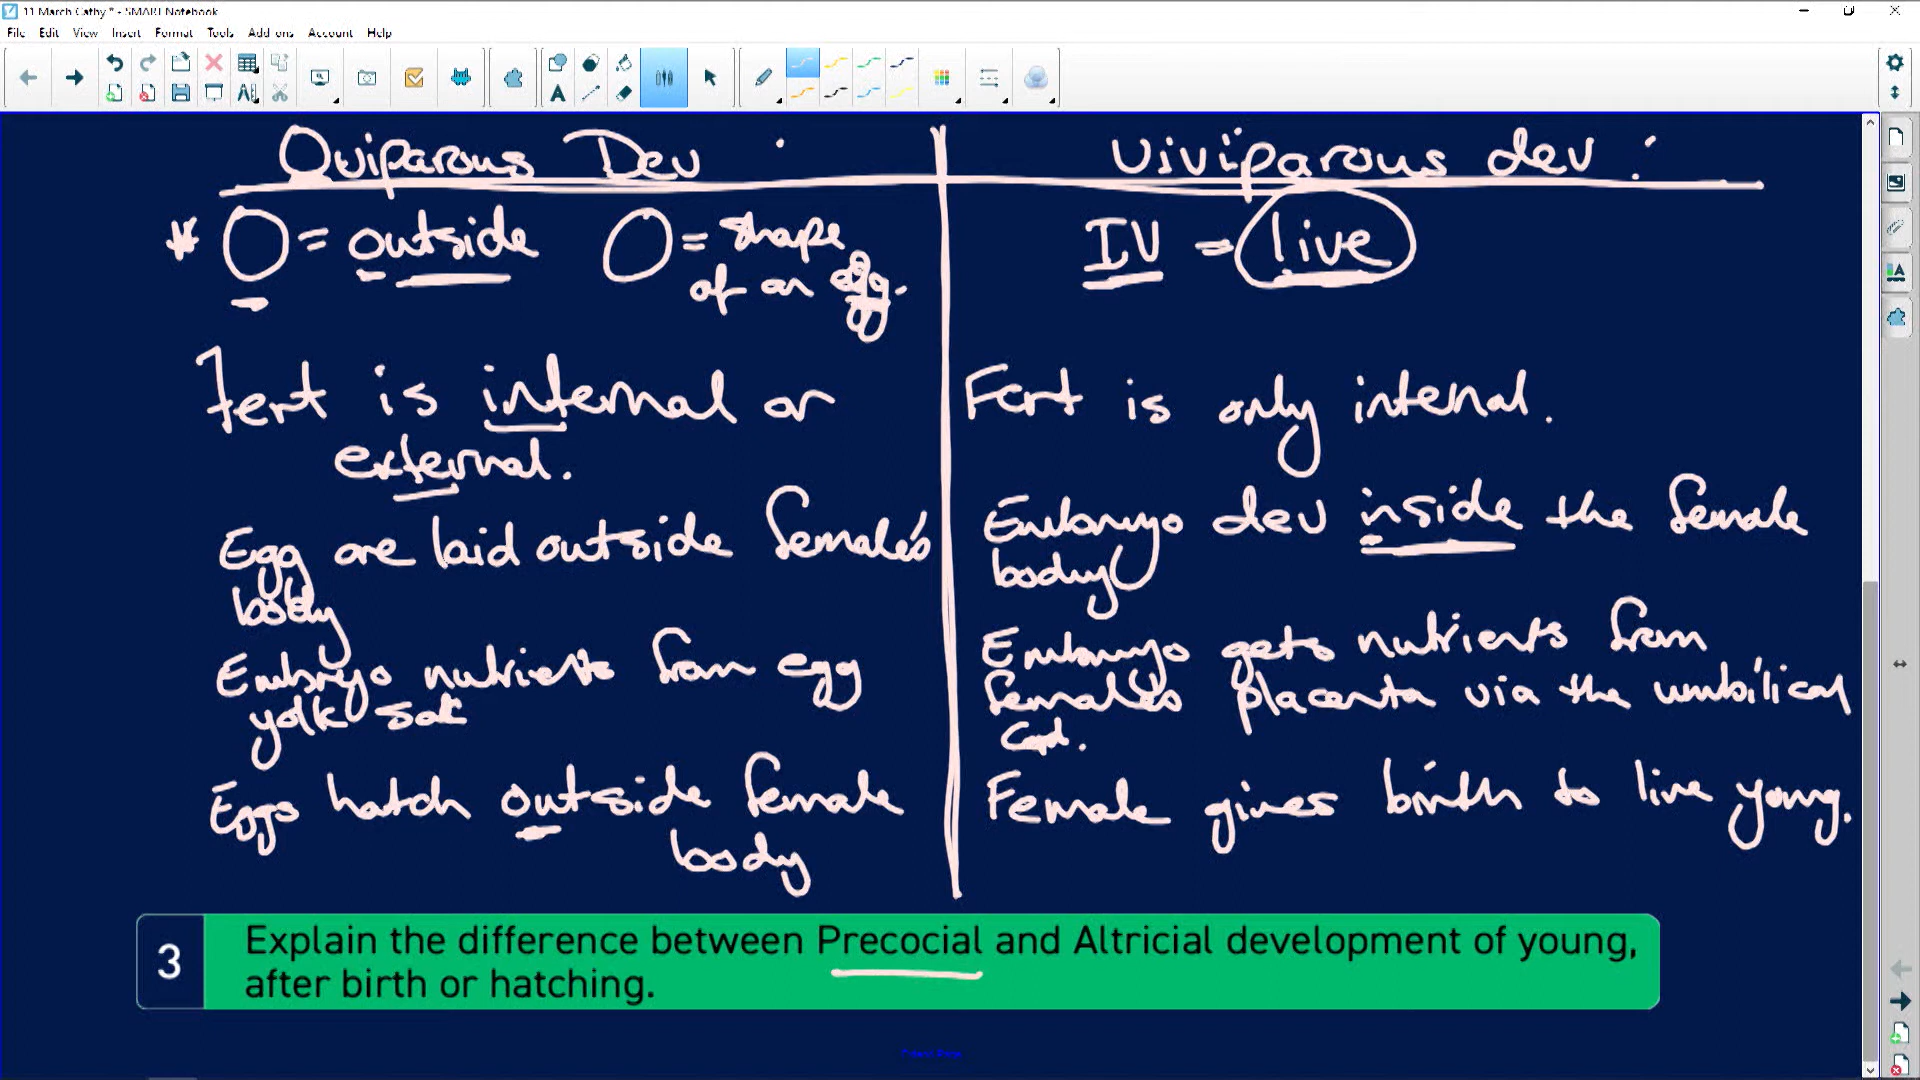 11 March Cathy * - SMART Notebook
File Edit View Insert Format Tools Add-ons Account Help
Oviparous Dev :
* O = outside O = shape
of an egg.
Fert is internal or
external.
Egg are laid outside female's
body
Embryo nutrients from egg
yolk sac
Eggs hatch outside female
body
Viviparous dev :
IV = live
Fert is only internal.
Embryo dev inside the female
body
Embryo gets nutrients from
female's placenta via the umbilical
Cord.
Female gives birth to live young.
3
Explain the difference between Precocial and Altricial development of young,
after birth or hatching.